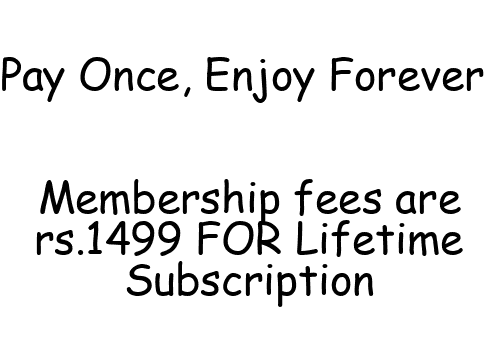 Pay Once, Enjoy Forever
Membership fees are
rs.1499 FOR Lifetime
Subscription